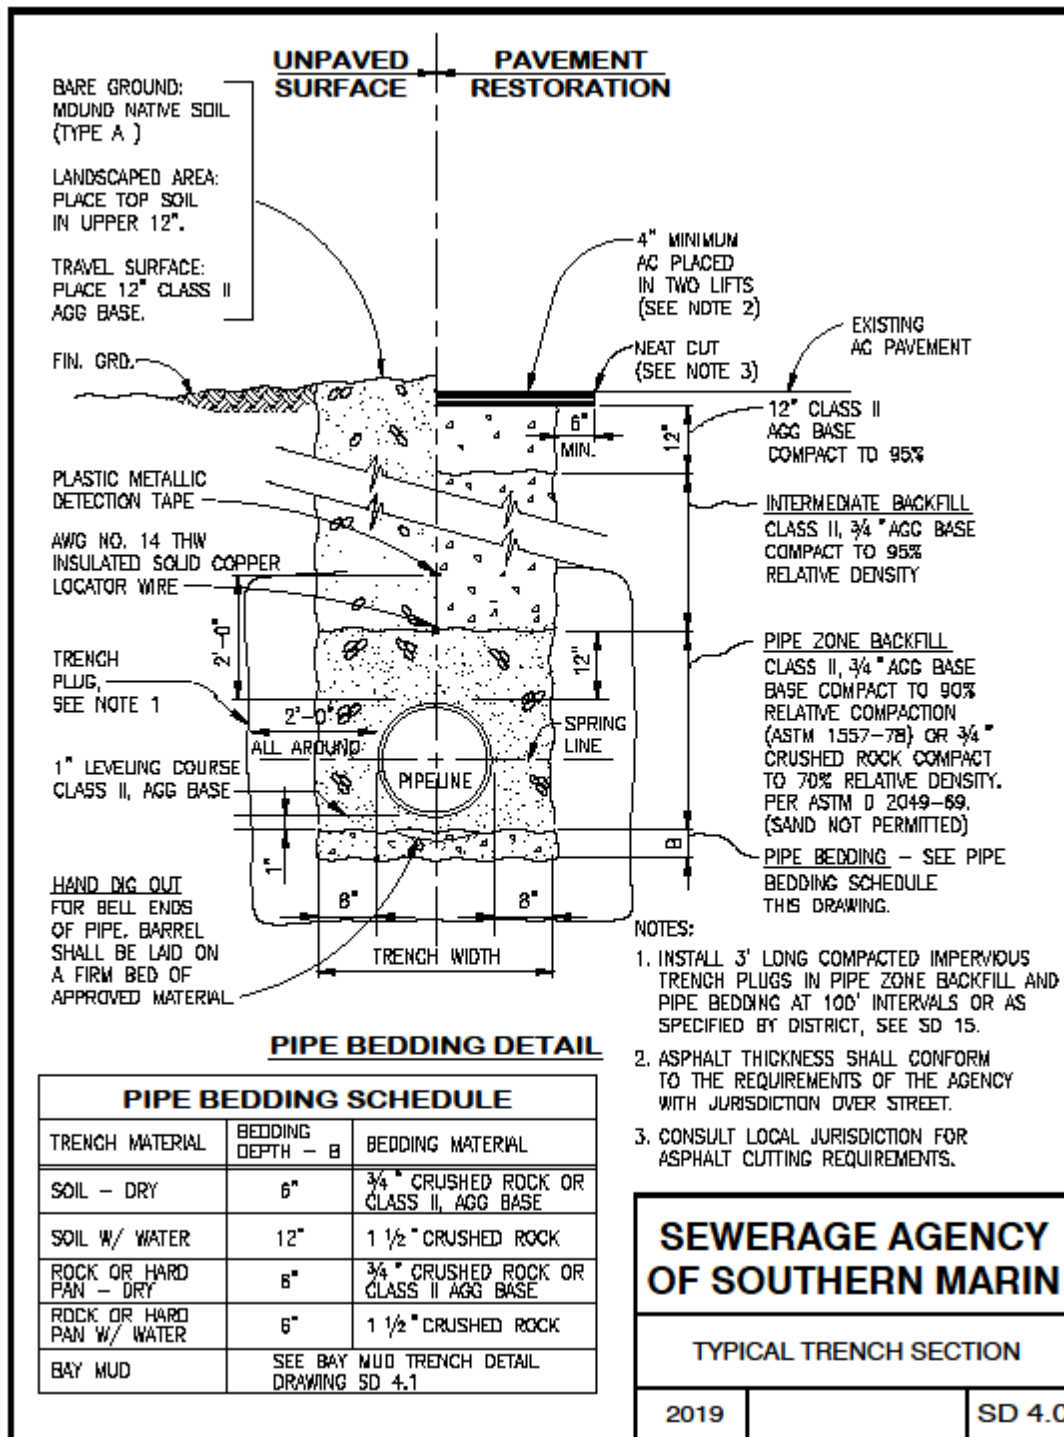 UNPAVED
SURFACE
PAVEMENT
RESTORATION
BARE GROUND:
MOUND NATIVE SOIL
(TYPE A )
LANDSCAPED AREA:
PLACE TOP SOIL
IN UPPER 12".
TRAVEL SURFACE:
PLACE 12" CLASS II
AGG BASE.
FIN. GRD.
4" MINIMUM
AC PLACED
IN TWO LIFTS
(SEE NOTE 2)
NEAT CUT
(SEE NOTE 3)
EXISTING
AC PAVEMENT
6"
MIN.
12"
12" CLASS II
AGG BASE
COMPACT TO 95%
PLASTIC METALLIC
DETECTION TAPE
AWG NO. 14 THW
INSULATED SOLID COPPER
LOCATOR WIRE
INTERMEDIATE BACKFILL
CLASS II, 3/4 " AGG BASE
COMPACT TO 95%
RELATIVE DENSITY
2'-0"
12"
TRENCH
PLUG,
SEE NOTE 1
2'-0"
ALL AROUND
SPRING
LINE
PIPELINE
PIPE ZONE BACKFILL
CLASS II, 3/4 " AGG BASE
BASE COMPACT TO 90%
RELATIVE COMPACTION
(ASTM 1557-78) OR 3/4 "
CRUSHED ROCK COMPACT
TO 70% RELATIVE DENSITY.
PER ASTM D 2049-69.
(SAND NOT PERMITTED)
1" LEVELING COURSE
CLASS II, AGG BASE
1"
B
PIPE BEDDING - SEE PIPE
BEDDING SCHEDULE
THIS DRAWING.
HAND DIG OUT
FOR BELL ENDS
OF PIPE. BARREL
SHALL BE LAID ON
A FIRM BED OF
APPROVED MATERIAL
8"
8"
TRENCH WIDTH
NOTES:
1. INSTALL 3' LONG COMPACTED IMPERVIOUS
TRENCH PLUGS IN PIPE ZONE BACKFILL AND
PIPE BEDDING AT 100' INTERVALS OR AS
SPECIFIED BY DISTRICT, SEE SD 15.
2. ASPHALT THICKNESS SHALL CONFORM
TO THE REQUIREMENTS OF THE AGENCY
WITH JURISDICTION OVER STREET.
3. CONSULT LOCAL JURISDICTION FOR
ASPHALT CUTTING REQUIREMENTS.
PIPE BEDDING DETAIL
PIPE BEDDING SCHEDULE
TRENCH MATERIAL
BEDDING
DEPTH - B
BEDDING MATERIAL
SOIL - DRY
6"
3/4 " CRUSHED ROCK OR
CLASS II, AGG BASE
SOIL W/ WATER
12"
1 1/2 " CRUSHED ROCK
ROCK OR HARD
PAN - DRY
6"
3/4 " CRUSHED ROCK OR
CLASS II AGG BASE
ROCK OR HARD
PAN W/ WATER
6"
1 1/2 " CRUSHED ROCK
BAY MUD
SEE BAY MUD TRENCH DETAIL
DRAWING SD 4.1
SEWERAGE AGENCY
OF SOUTHERN MARIN
TYPICAL TRENCH SECTION
2019
SD 4.0